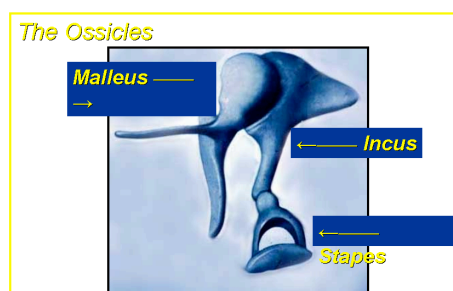 The Ossicles
Malleus ——
→
←—— Incus
←——
Stapes